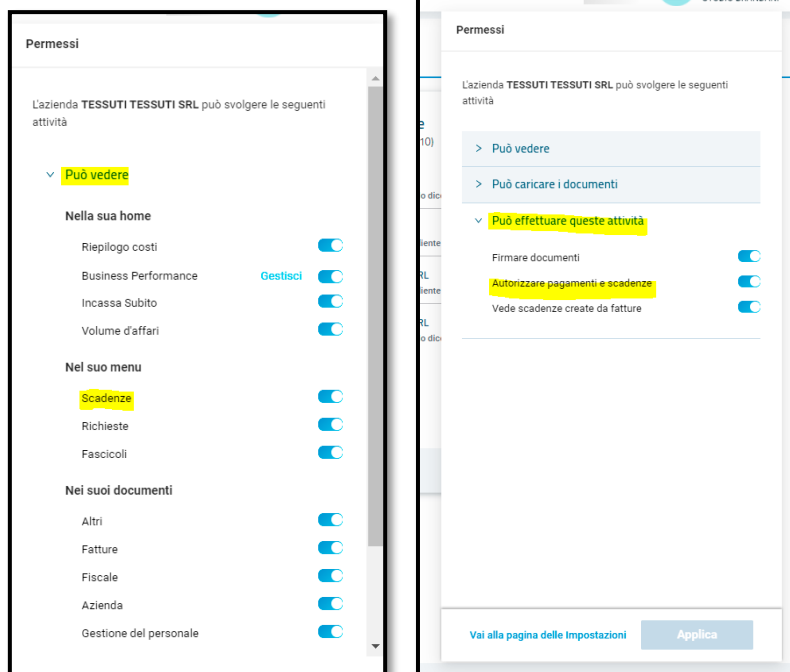 Permessi
L'azienda TESSUTI TESSUTI SRL può svolgere le seguenti
attività
Può vedere
Nella sua home
Riepilogo costi
Business Performance Gestisci
Incassa Subito
Volume d'affari
Nel suo menu
Scadenze
Richieste
Fascicoli
Nei suoi documenti
Altri
Fatture
Fiscale
Azienda
Gestione del personale
Permessi
L'azienda TESSUTI TESSUTI SRL può svolgere le seguenti
attività
> Può vedere
> Può caricare i documenti
Può effettuare queste attività
Firmare documenti
Autorizzare pagamenti e scadenze
Vede scadenze create da fatture
Vai alla pagina delle Impostazioni Applica